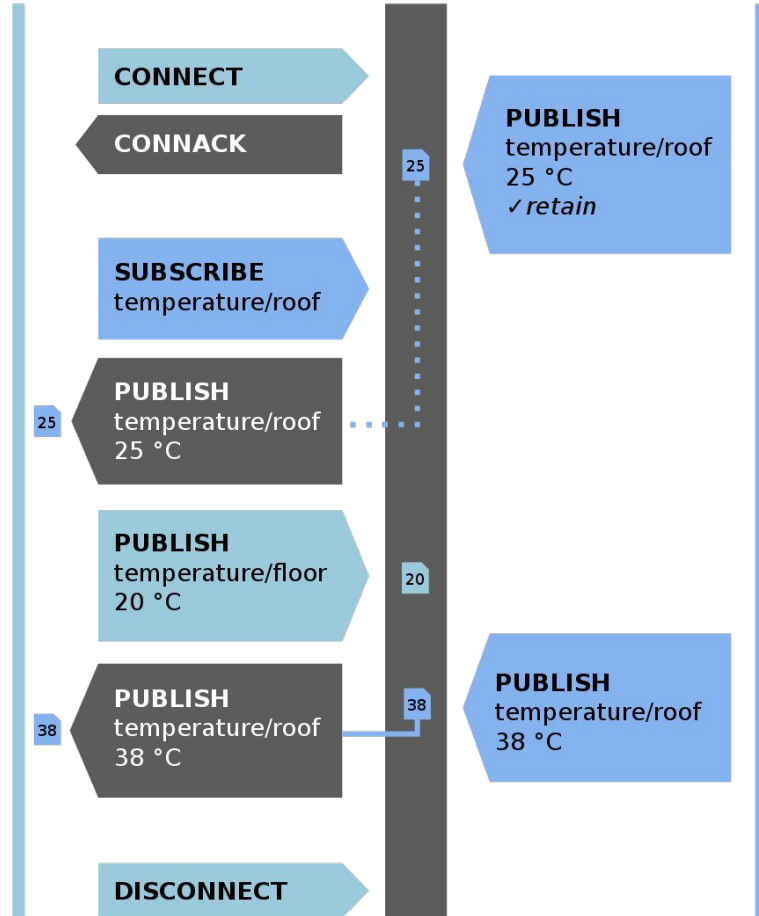 CONNECT
CONNACK
PUBLISH
temperature/roof
25 °C
✓retain
25
SUBSCRIBE
temperature/roof
PUBLISH
temperature/roof
25 °C
25
PUBLISH
temperature/floor
20 °C
20
PUBLISH
temperature/roof
38 °C
38
PUBLISH
temperature/roof
38 °C
38
DISCONNECT